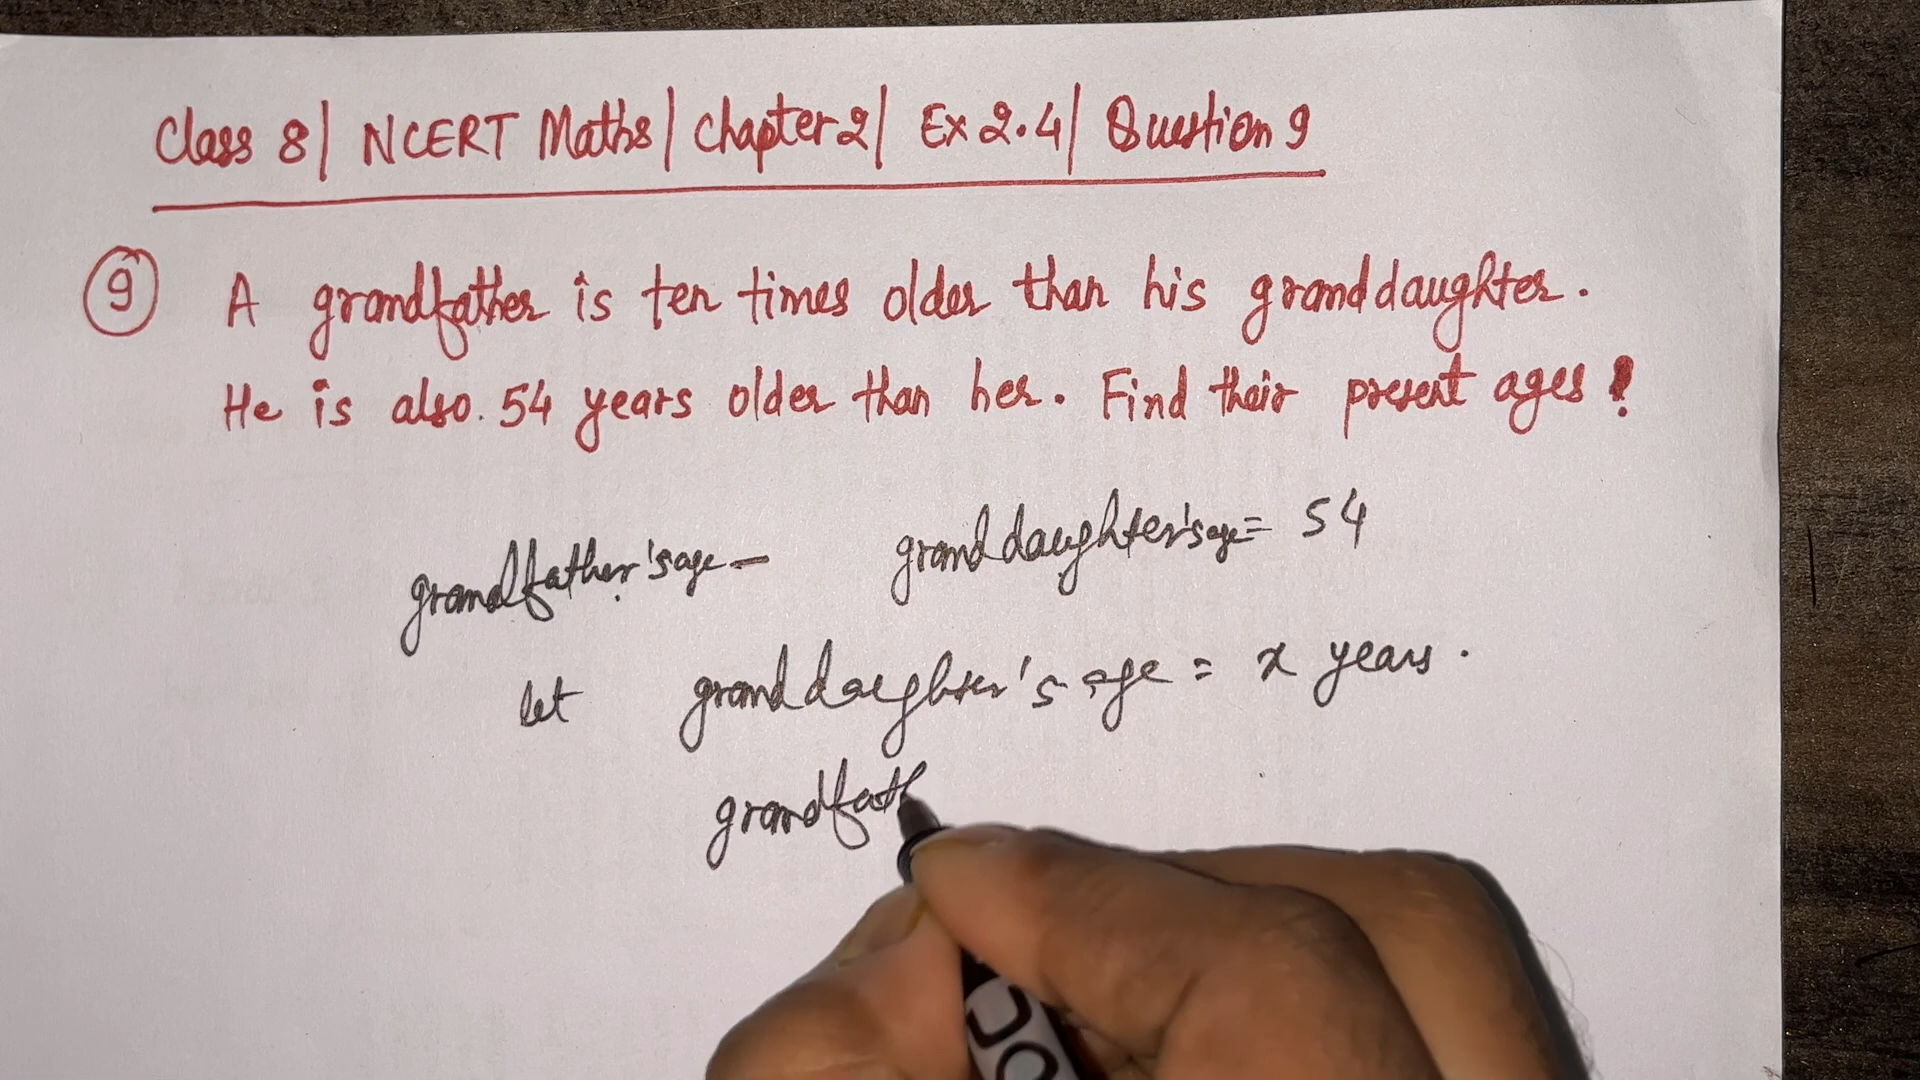 Class 8 | NCERT Maths | Chapter 2 | Ex 2.4 | Question 9
9 A grandfather is ten times older than his granddaughter.
He is also. 54 years older than her. Find their present ages ?
grandfather's age - granddaughter's age = 54
let granddaughter's age = x years.
grandfath